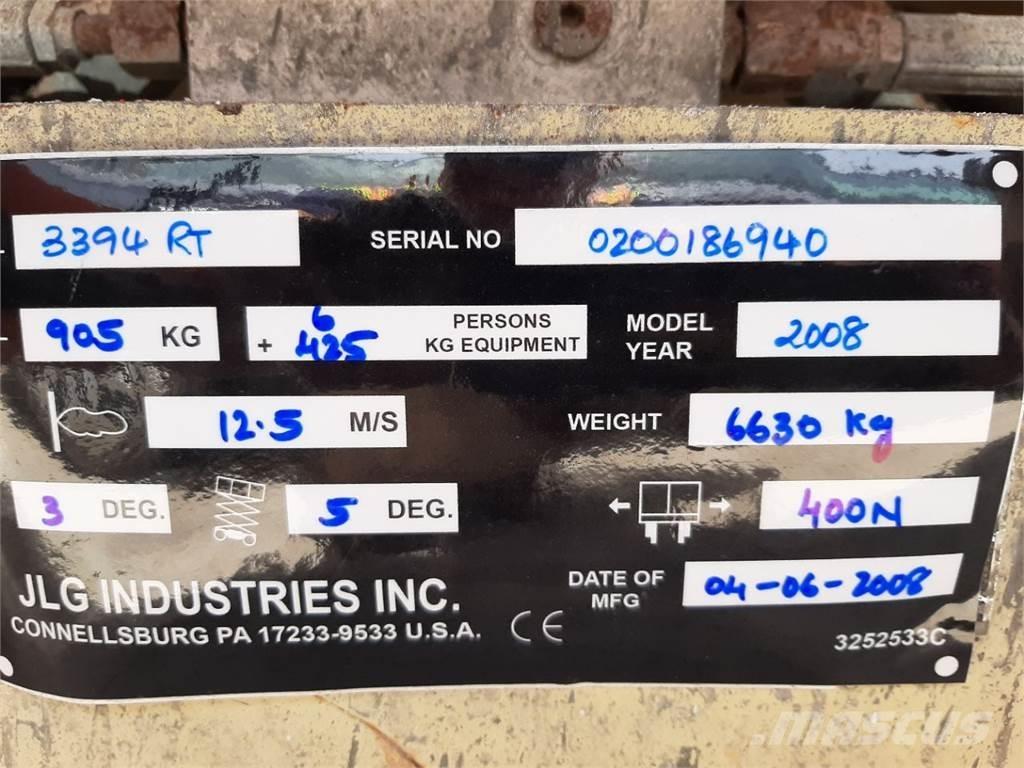 3394 RT SERIAL NO 0200186940
905 KG + 6 PERSONS
425 KG EQUIPMENT
MODEL YEAR 2008
12.5 M/S WEIGHT 6630 Kg
3 DEG. 5 DEG. 400N
JLG INDUSTRIES INC.
CONNELLSBURG PA 17233-9533 U.S.A. CE
DATE OF MFG 04-06-2008
3252533C
MASCUS